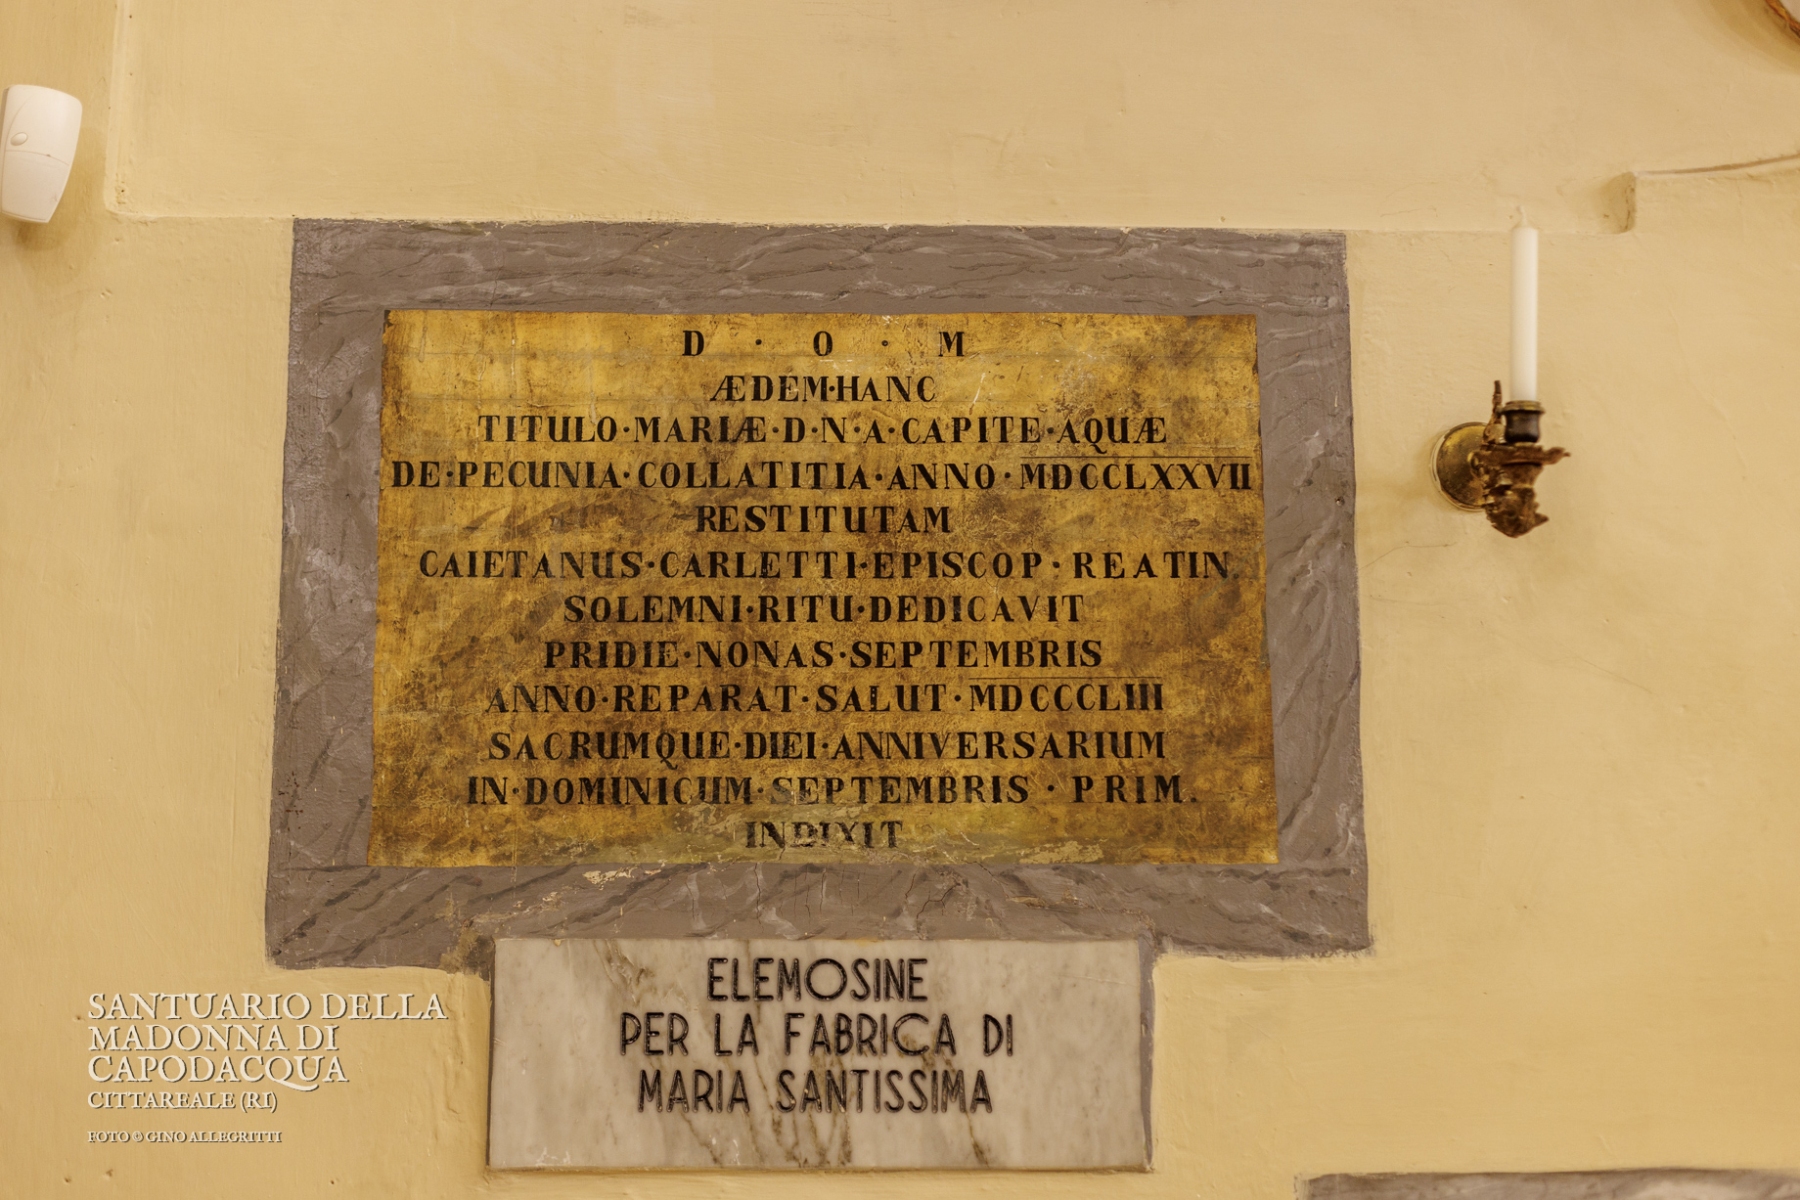 D · O · M
ÆDEM·HANC
TITULO·MARIÆ·D·N·A·CAPITE·AQUÆ
DE·PECUNIA·COLLATITIA·ANNO·MDCCLXXVII
RESTITUTAM
CAIETANUS·CARLETTI·EPISCOP·REATIN.
SOLEMNI·RITU·DEDICAVIT
PRIDIE·NONAS·SEPTEMBRIS
ANNO·REPARAT·SALUT·MDCCCLIII
SACRUMQUE·DIEI·ANNIVERSARIUM
IN·DOMINICUM·SEPTEMBRIS·PRIM.
INDIXIT
ELEMOSINE
PER LA FABRICA DI
MARIA SANTISSIMA
SANTUARIO DELLA
MADONNA DI
CAPODACQUA
CITTAREALE (RI)
FOTO © GINO ALLEGRITTI